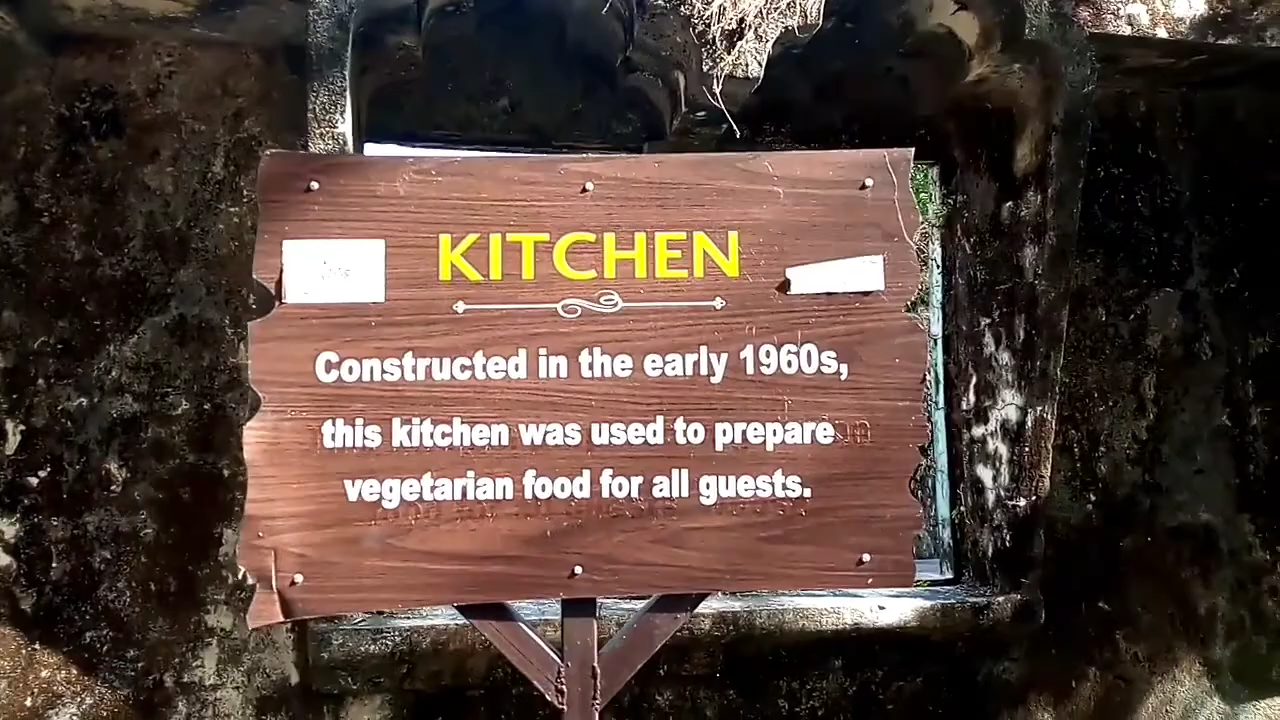 KITCHEN
Constructed in the early 1960s,
this kitchen was used to prepare
vegetarian food for all guests.